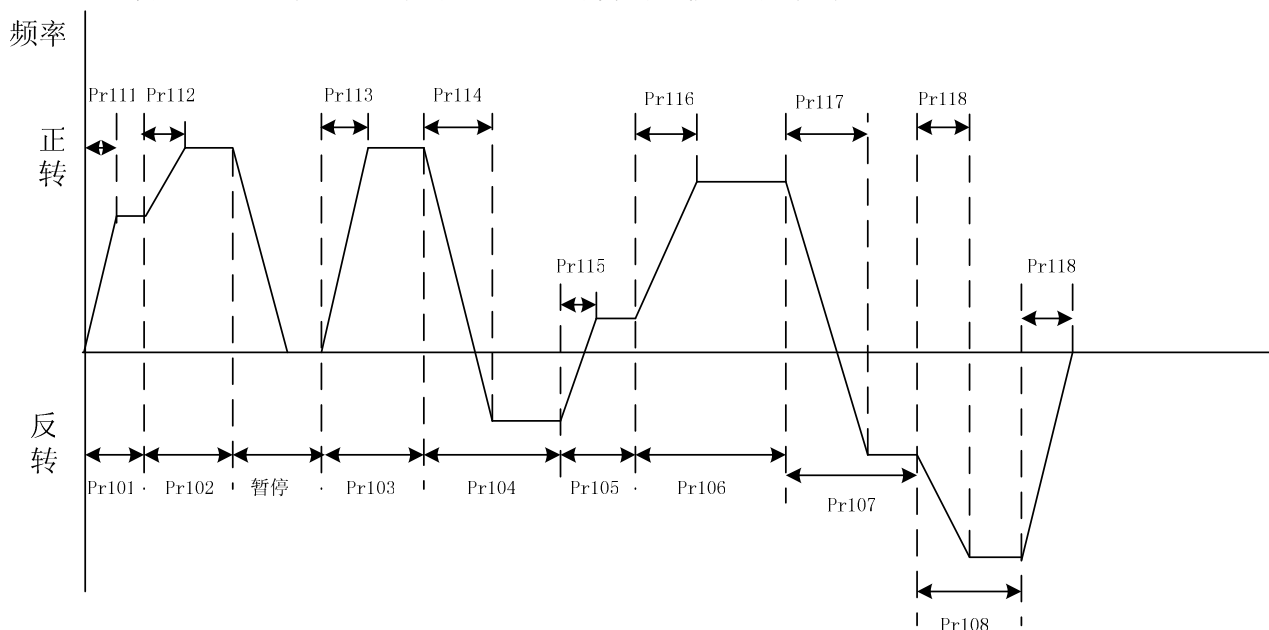 频率
Pr111
Pr112
Pr113
Pr114
Pr116
Pr117
Pr118
正
转
Pr115
Pr118
反
转
Pr101
Pr102
暂停
Pr103
Pr104
Pr105
Pr106
Pr107
Pr108